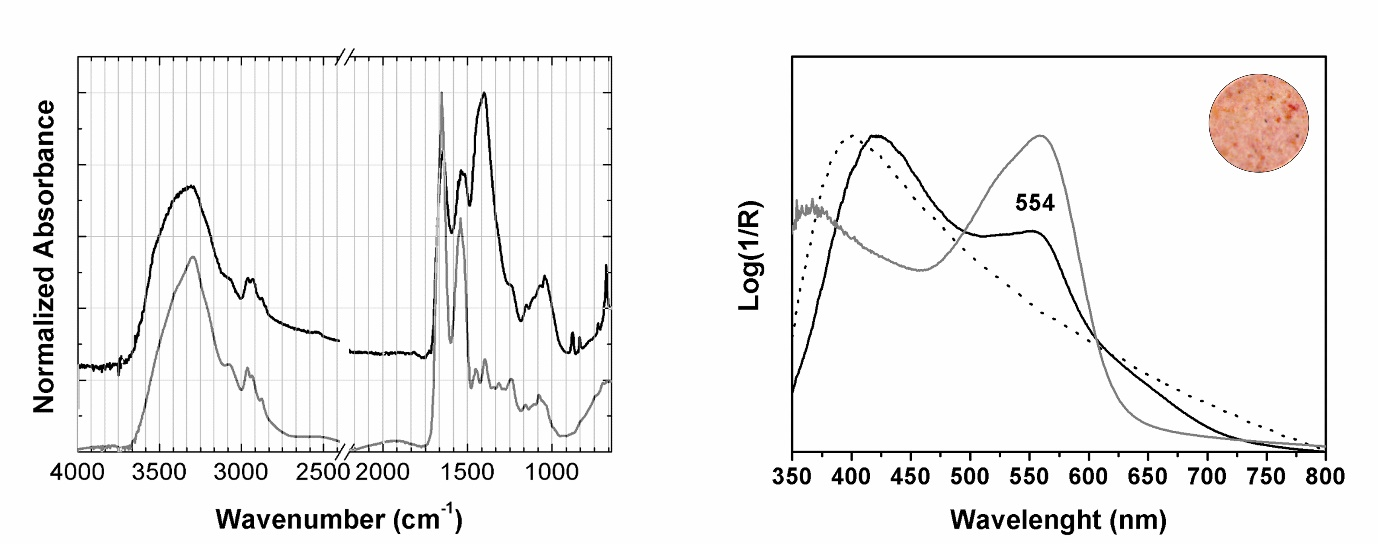 Normalized Absorbance
4000 3500 3000 2500 2000 1500 1000
Wavenumber (cm-1)
Log(1/R)
554
350 400 450 500 550 600 650 700 750 800
Wavelenght (nm)